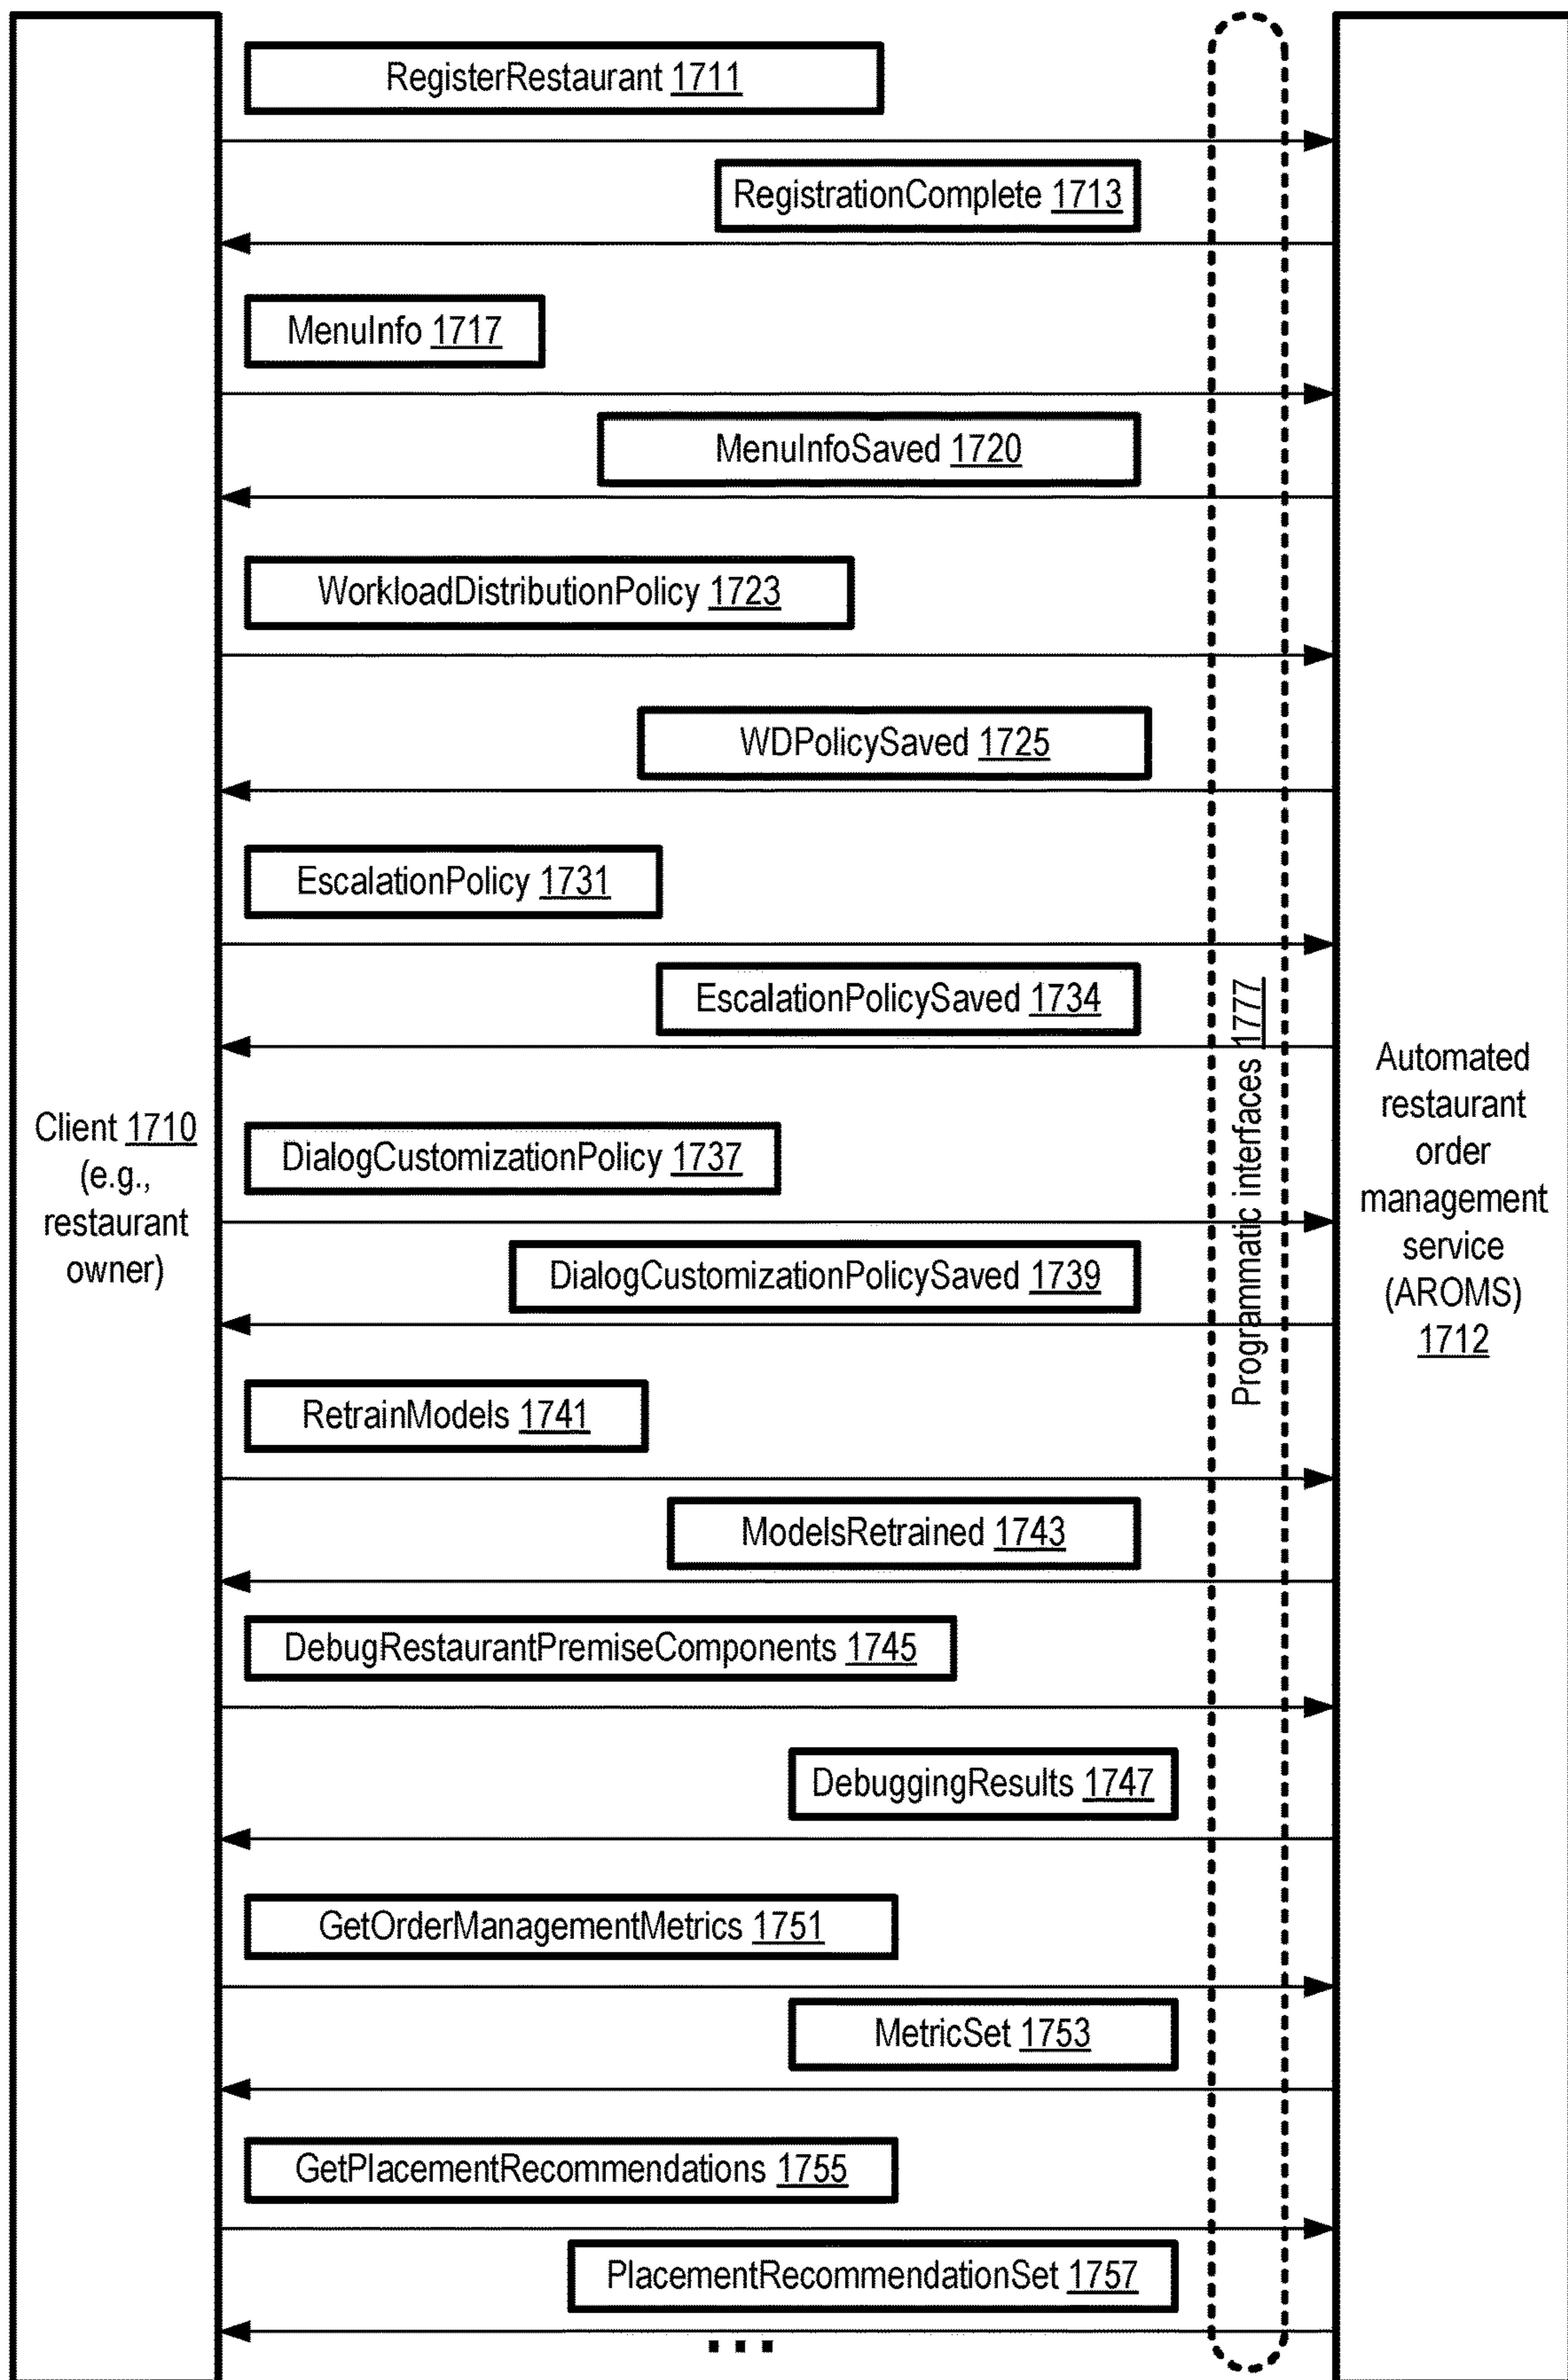 RegisterRestaurant 1711
RegistrationComplete 1713
MenuInfo 1717
MenuInfoSaved 1720
WorkloadDistributionPolicy 1723
WDPolicySaved 1725
EscalationPolicy 1731
EscalationPolicySaved 1734
Client 1710
(e.g.,
restaurant
owner)
DialogCustomizationPolicy 1737
DialogCustomizationPolicySaved 1739
RetrainModels 1741
ModelsRetrained 1743
DebugRestaurantPremiseComponents 1745
DebuggingResults 1747
GetOrderManagementMetrics 1751
MetricSet 1753
GetPlacementRecommendations 1755
PlacementRecommendationSet 1757
...
Programmatic interfaces 1777
Automated
restaurant
order
management
service
(AROMS)
1712